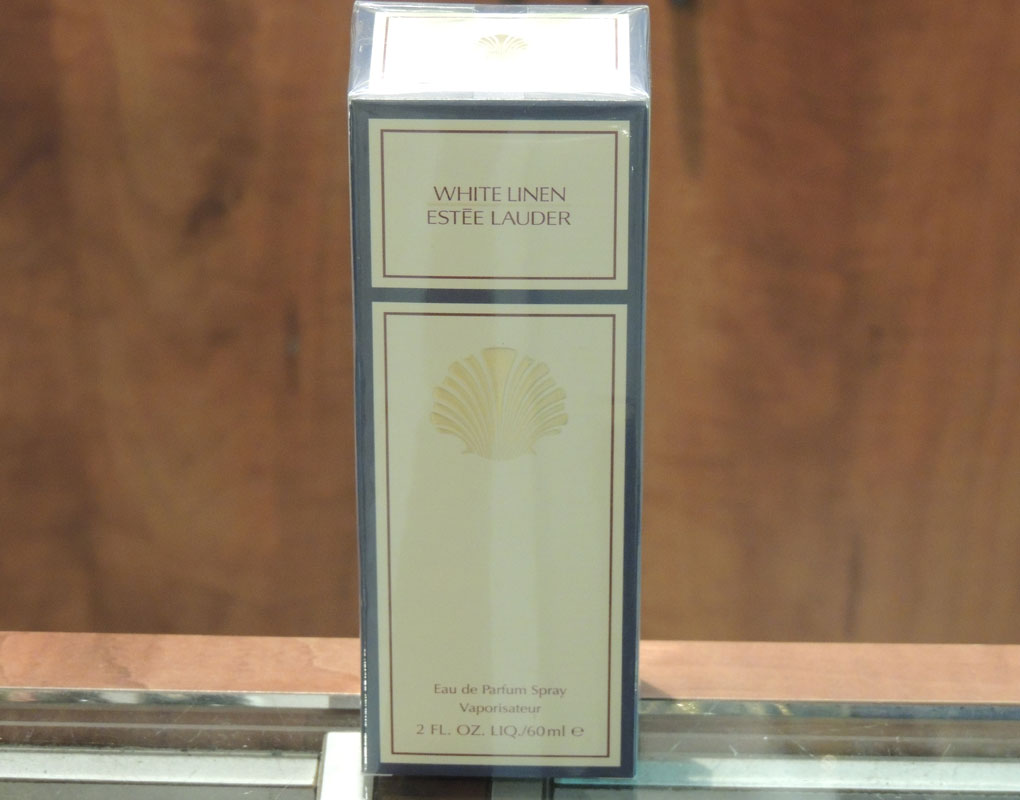 WHITE LINEN
ESTĒE LAUDER
Eau de Parfum Spray
Vaporisateur
2 FL. OZ. LIQ./60ml ℮